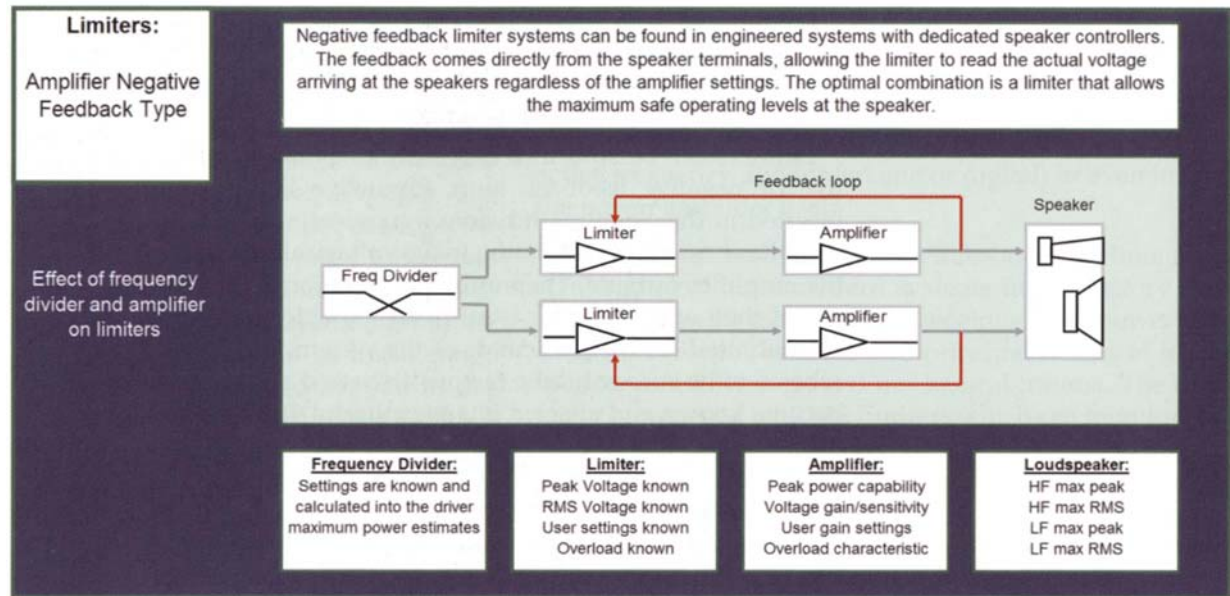 Limiters:
Amplifier Negative
Feedback Type
Effect of frequency
divider and amplifier
on limiters
Negative feedback limiter systems can be found in engineered systems with dedicated speaker controllers.
The feedback comes directly from the speaker terminals, allowing the limiter to read the actual voltage
arriving at the speakers regardless of the amplifier settings. The optimal combination is a limiter that allows
the maximum safe operating levels at the speaker.
Feedback loop
Speaker
Limiter
Amplifier
Freq Divider
Limiter
Amplifier
Frequency Divider:
Settings are known and
calculated into the driver
maximum power estimates
Limiter:
Peak Voltage known
RMS Voltage known
User settings known
Overload known
Amplifier:
Peak power capability
Voltage gain/sensitivity
User gain settings
Overload characteristic
Loudspeaker:
HF max peak
HF max RMS
LF max peak
LF max RMS